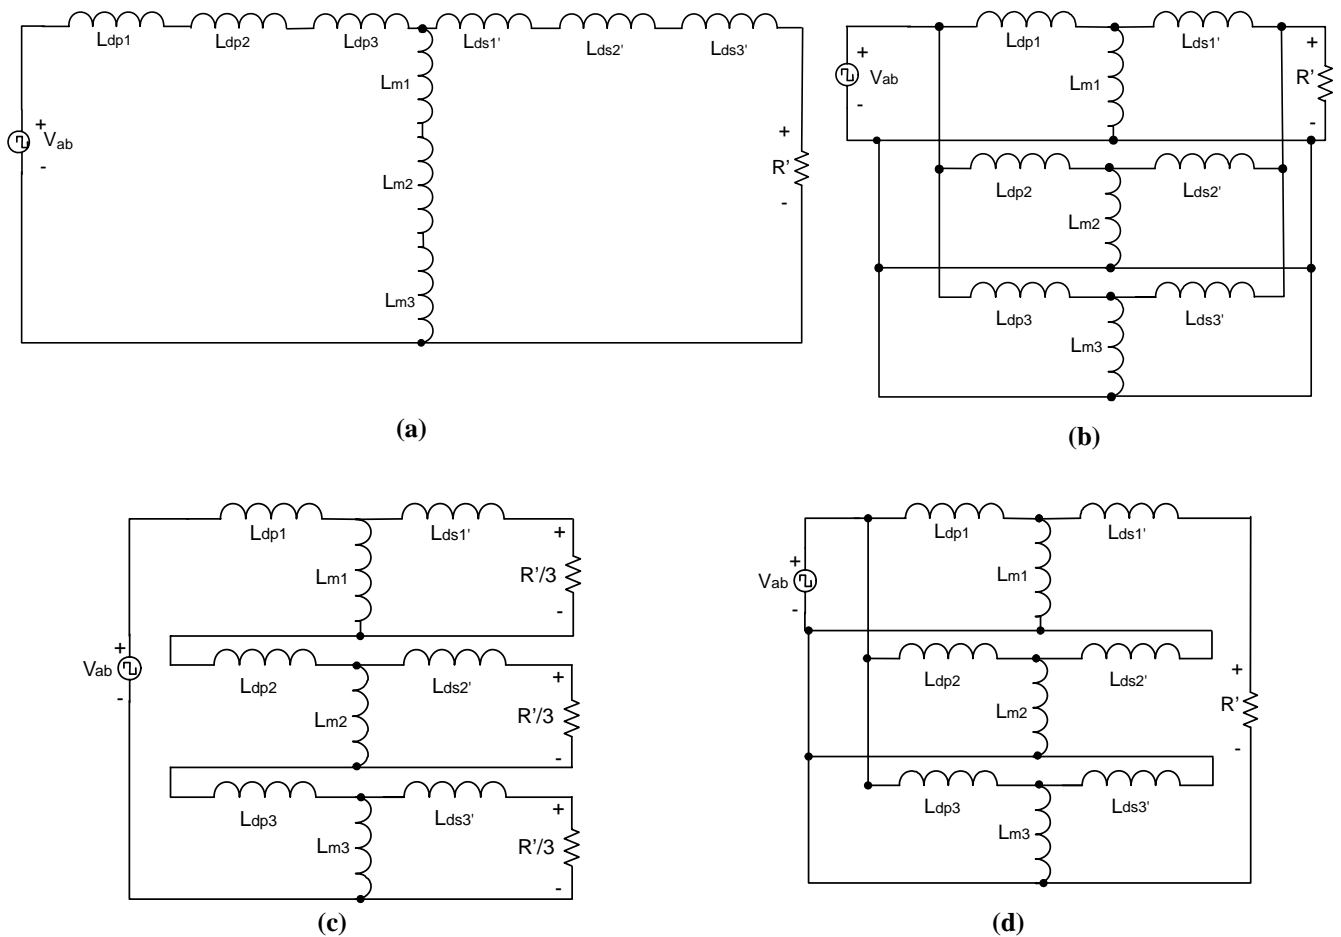 Ldp1 Ldp2 Ldp3 Lds1' Lds2' Lds3'
Lm1
+
Vab
-
Lm2
+
R'
-
Lm3
(a)
Ldp1 Lds1'
+
Vab
-
Lm1
+
R'
-
Ldp2 Lds2'
Lm2
Ldp3 Lds3'
Lm3
(b)
Ldp1 Lds1'
Lm1
+
R'/3
-
+
Vab
-
Ldp2 Lds2'
Lm2
+
R'/3
-
Ldp3 Lds3'
Lm3
+
R'/3
-
(c)
Ldp1 Lds1'
+
Vab
-
Lm1
Ldp2 Lds2'
Lm2
+
R'
-
Ldp3 Lds3'
Lm3
(d)